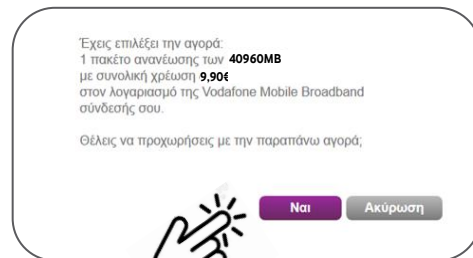 Έχεις επιλέξει την αγορά:
1 πακέτο ανανέωσης των 40960MB
με συνολική χρέωση 9,90€
στον λογαριασμό της Vodafone Mobile Broadband
σύνδεσής σου.
Θέλεις να προχωρήσεις με την παραπάνω αγορά;
Ναι Ακύρωση